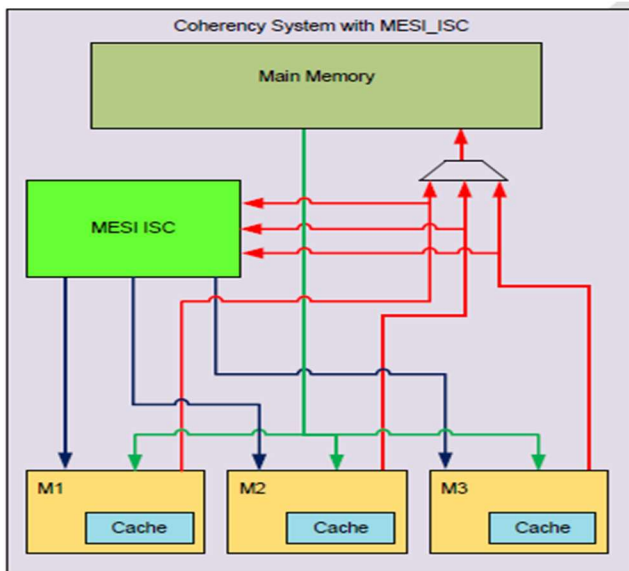 Coherency System with MESI_ISC
Main Memory
MESI ISC
M1
Cache
M2
Cache
M3
Cache